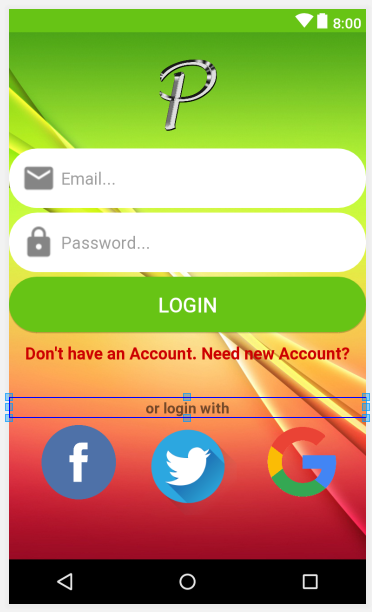 8:00
P
Email...
Password...
LOGIN
Don't have an Account. Need new Account?
or login with
f
G